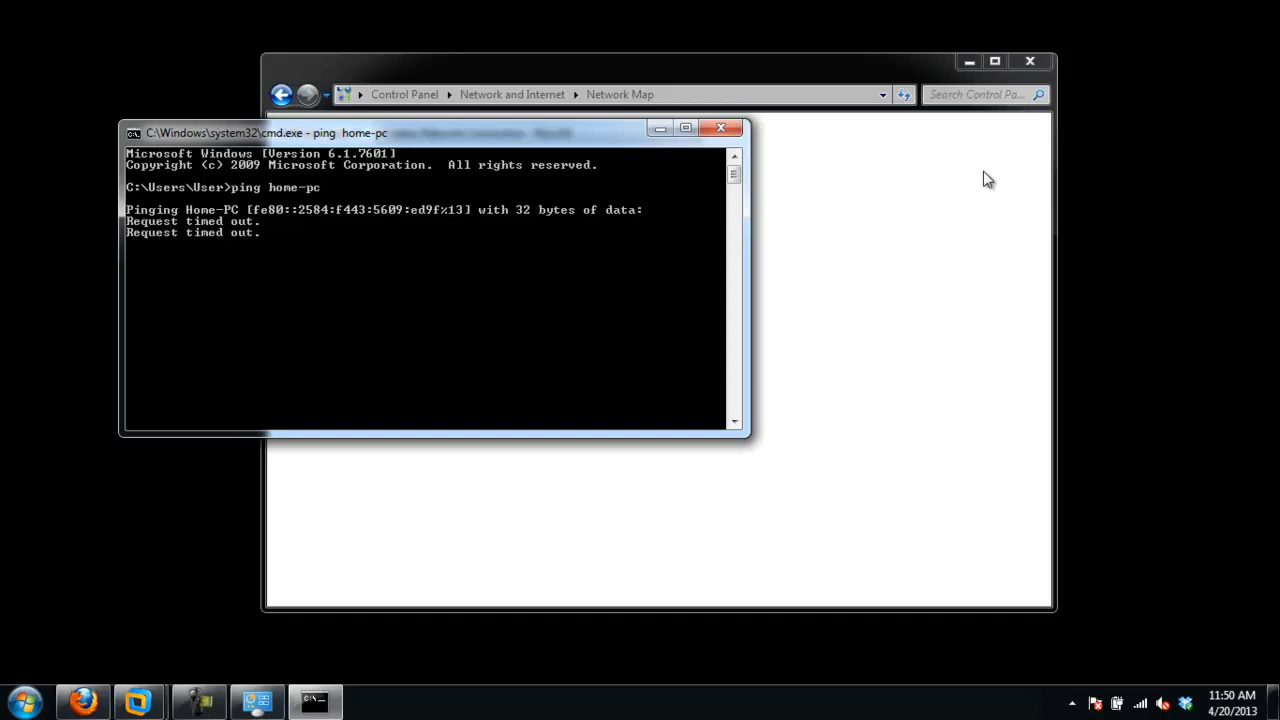 Control Panel Network and Internet Network Map
Search Control Pa...
C:\Windows\system32\cmd.exe - ping home-pc
Microsoft Windows [Version 6.1.7601]
Copyright (c) 2009 Microsoft Corporation. All rights reserved.
C:\Users\User>ping home-pc
Pinging Home-PC [fe80::2584:f443:5609:ed9f%13] with 32 bytes of data:
Request timed out.
Request timed out.
11:50 AM
4/20/2013